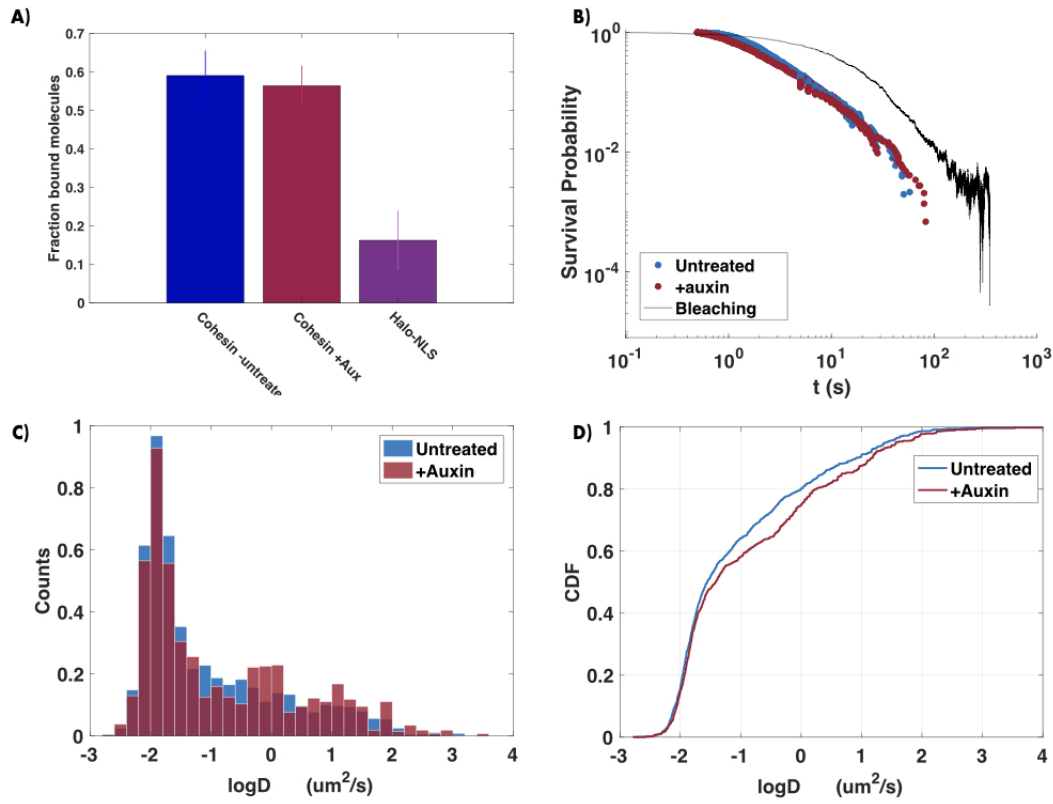 A)
0.7
0.6
0.5
0.4
0.3
0.2
0.1
0
Fraction bound molecules
Cohesin -untreate
Cohesin +Aux
Halo-NLS
B)
10^0
10^-2
10^-4
Survival Probability
Untreated
+auxin
Bleaching
10^-1
10^0
10^1
10^2
10^3
t (s)
C)
1
0.8
0.6
0.4
0.2
0
Counts
Untreated
+Auxin
-3
-2
-1
0
1
2
3
4
logD (um^2/s)
D)
1
0.8
0.6
0.4
0.2
0
CDF
Untreated
+Auxin
-3
-2
-1
0
1
2
3
4
logD (um^2/s)